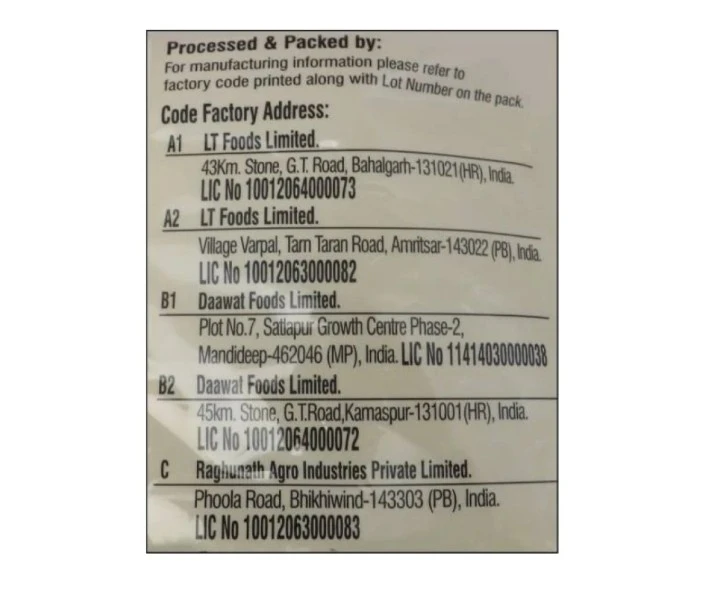 Processed & Packed by:
For manufacturing information please refer to
factory code printed along with Lot Number on the pack.
Code Factory Address:
A1 LT Foods Limited.
43Km. Stone, G.T. Road, Bahalgarh-131021(HR), India.
LIC No 10012064000073
A2 LT Foods Limited.
Village Varpal, Tarn Taran Road, Amritsar-143022 (PB), India.
LIC No 10012063000082
B1 Daawat Foods Limited.
Plot No.7, Satlapur Growth Centre Phase-2,
Mandideep-462046 (MP), India. LIC No 11414030000038
B2 Daawat Foods Limited.
45km. Stone, G.T.Road,Kamaspur-131001(HR), India.
LIC No 10012064000072
C Raghunath Agro Industries Private Limited.
Phoola Road, Bhikhiwind-143303 (PB), India.
LIC No 10012063000083